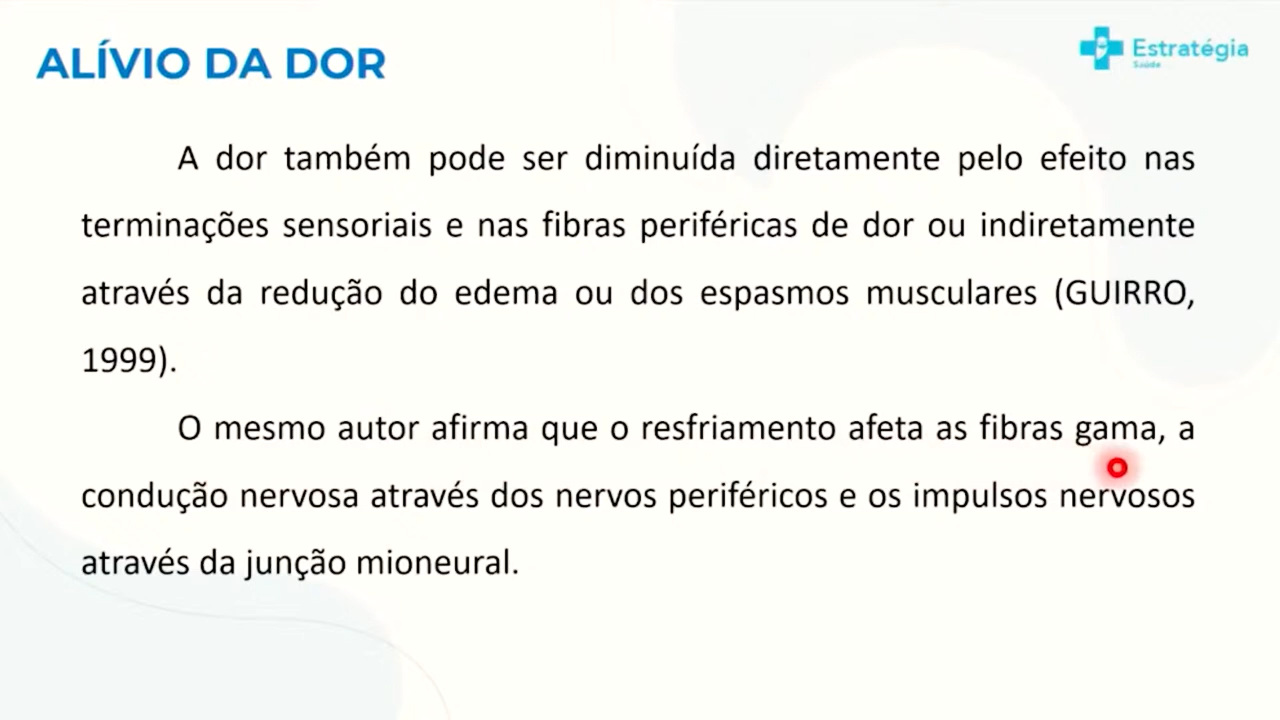 ALÍVIO DA DOR
Estratégia
Saúde
A dor também pode ser diminuída diretamente pelo efeito nas
terminações sensoriais e nas fibras periféricas de dor ou indiretamente
através da redução do edema ou dos espasmos musculares (GUIRRO,
1999).
O mesmo autor afirma que o resfriamento afeta as fibras gama, a
condução nervosa através dos nervos periféricos e os impulsos nervosos
através da junção mioneural.